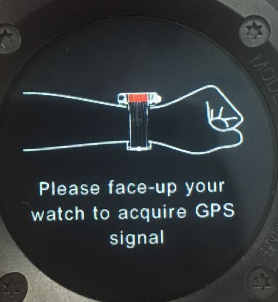 Please face-up your
watch to acquire GPS
signal